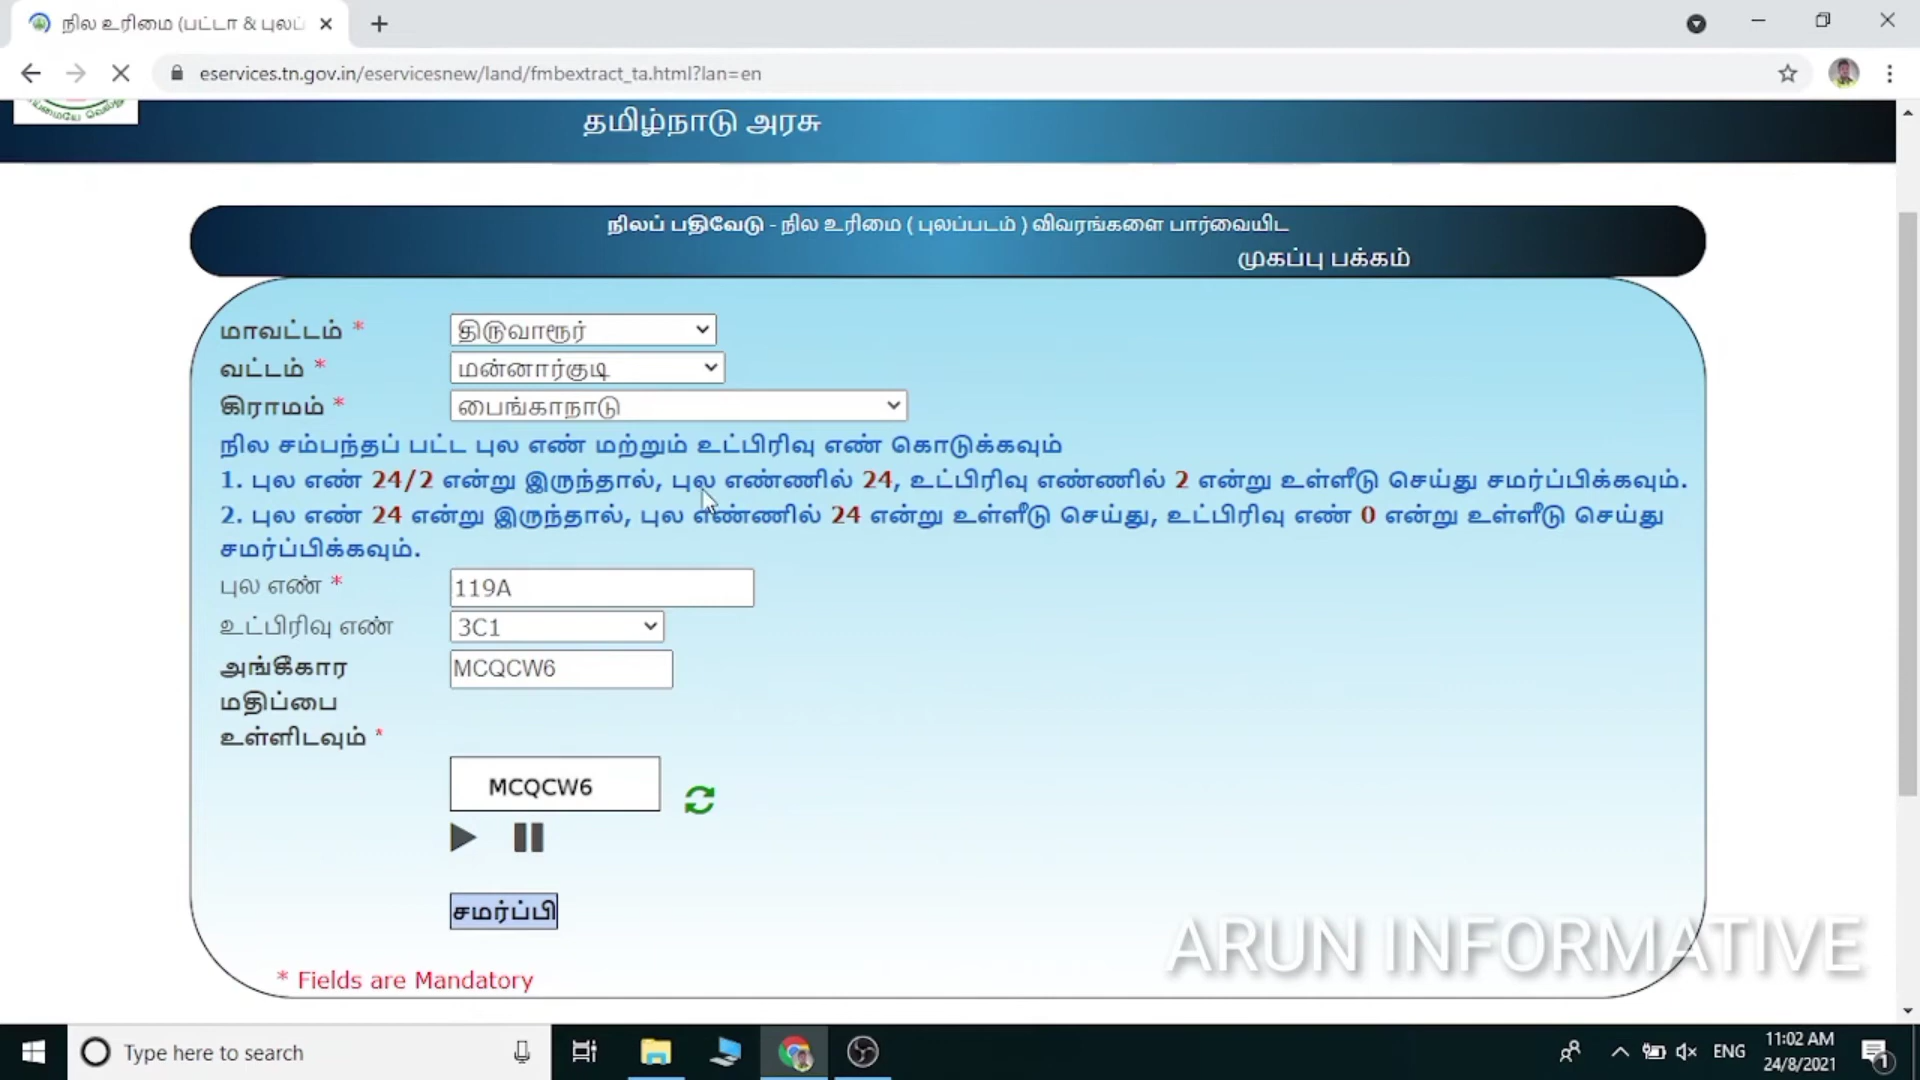 நில உரிமை (பட்டா & புலப்
eservices.tn.gov.in/eservicesnew/land/fmbextract_ta.html?lan=en
தமிழ்நாடு அரசு
நிலப் பதிவேடு - நில உரிமை ( புலப்படம் ) விவரங்களை பார்வையிட
முகப்பு பக்கம்
மாவட்டம் * திருவாரூர்
வட்டம் * மன்னார்குடி
கிராமம் * பைங்காநாடு
நில சம்பந்தப் பட்ட புல எண் மற்றும் உட்பிரிவு எண் கொடுக்கவும்
1. புல எண் 24/2 என்று இருந்தால், புல எண்ணில் 24, உட்பிரிவு எண்ணில் 2 என்று உள்ளீடு செய்து சமர்ப்பிக்கவும்.
2. புல எண் 24 என்று இருந்தால், புல எண்ணில் 24 என்று உள்ளீடு செய்து, உட்பிரிவு எண் 0 என்று உள்ளீடு செய்து
சமர்ப்பிக்கவும்.
புல எண் * 119A
உட்பிரிவு எண் 3C1
அங்கீகார MCQCW6
மதிப்பை
உள்ளிடவும் *
MCQCW6
சமர்ப்பி
ARUN INFORMATIVE
* Fields are Mandatory
Type here to search
ENG
11:02 AM
24/8/2021
1